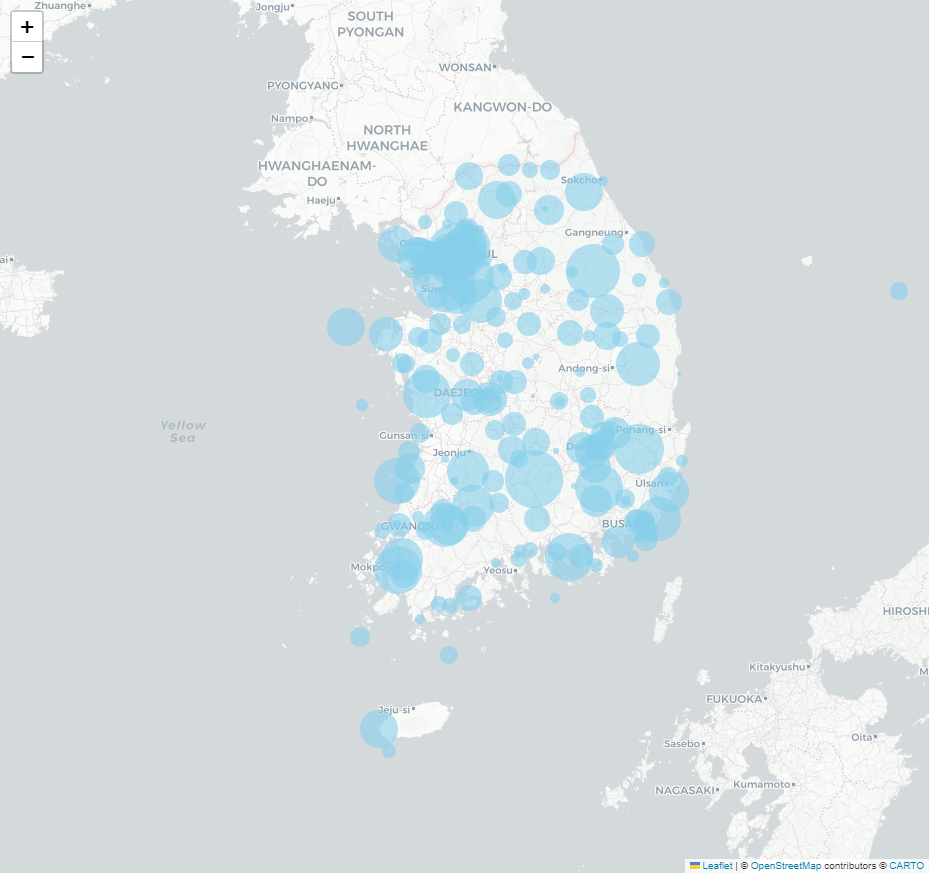 Zhuanghe
Jongju
+
−
SOUTH
PYONGAN
WONSAN
PYONGYANG
KANGWON-DO
Nampo
NORTH
HWANGHAE
HWANGHAENAM-
DO
Sokcho
Haeju
Gangneung
UL
ai
Suwon
Andong-si
DAEJEON
Yellow
Sea
Gunsan-si
Pohang-si
Jeonju
Ulsan
GWANGJU
BUSA
Mokpo
Yeosu
HIROSHI
Kitakyushu
M
FUKUOKA
Jeju-si
Oita
Sasebo
Kumamoto
NAGASAKI
Leaflet | © OpenStreetMap contributors © CARTO